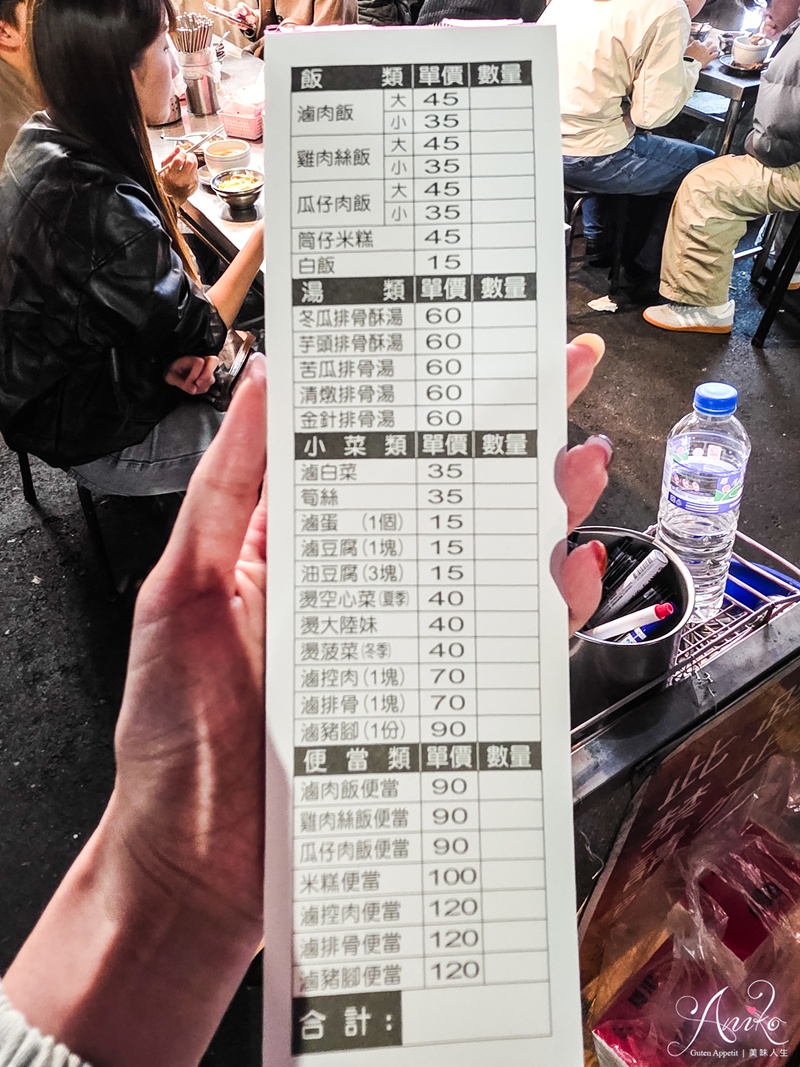 飯類 單價 數量
滷肉飯 大 45
小 35
雞肉絲飯 大 45
小 35
瓜仔肉飯 大 45
小 35
筒仔米糕 45
白飯 15
湯類 單價 數量
冬瓜排骨酥湯 60
芋頭排骨酥湯 60
苦瓜排骨湯 60
清燉排骨湯 60
金針排骨湯 60
小菜類 單價 數量
滷白菜 35
筍絲 35
滷蛋 (1個) 15
滷豆腐(1塊) 15
油豆腐(3塊) 15
燙空心菜(夏季) 40
燙大陸妹 40
燙菠菜(冬季) 40
滷控肉(1塊) 70
滷排骨(1塊) 70
滷豬腳(1份) 90
便當類 單價 數量
滷肉飯便當 90
雞肉絲飯便當 90
瓜仔肉飯便當 90
米糕便當 100
滷控肉便當 120
滷排骨便當 120
滷豬腳便當 120
合計:
Aniko
Guten Appetit | 美味人生